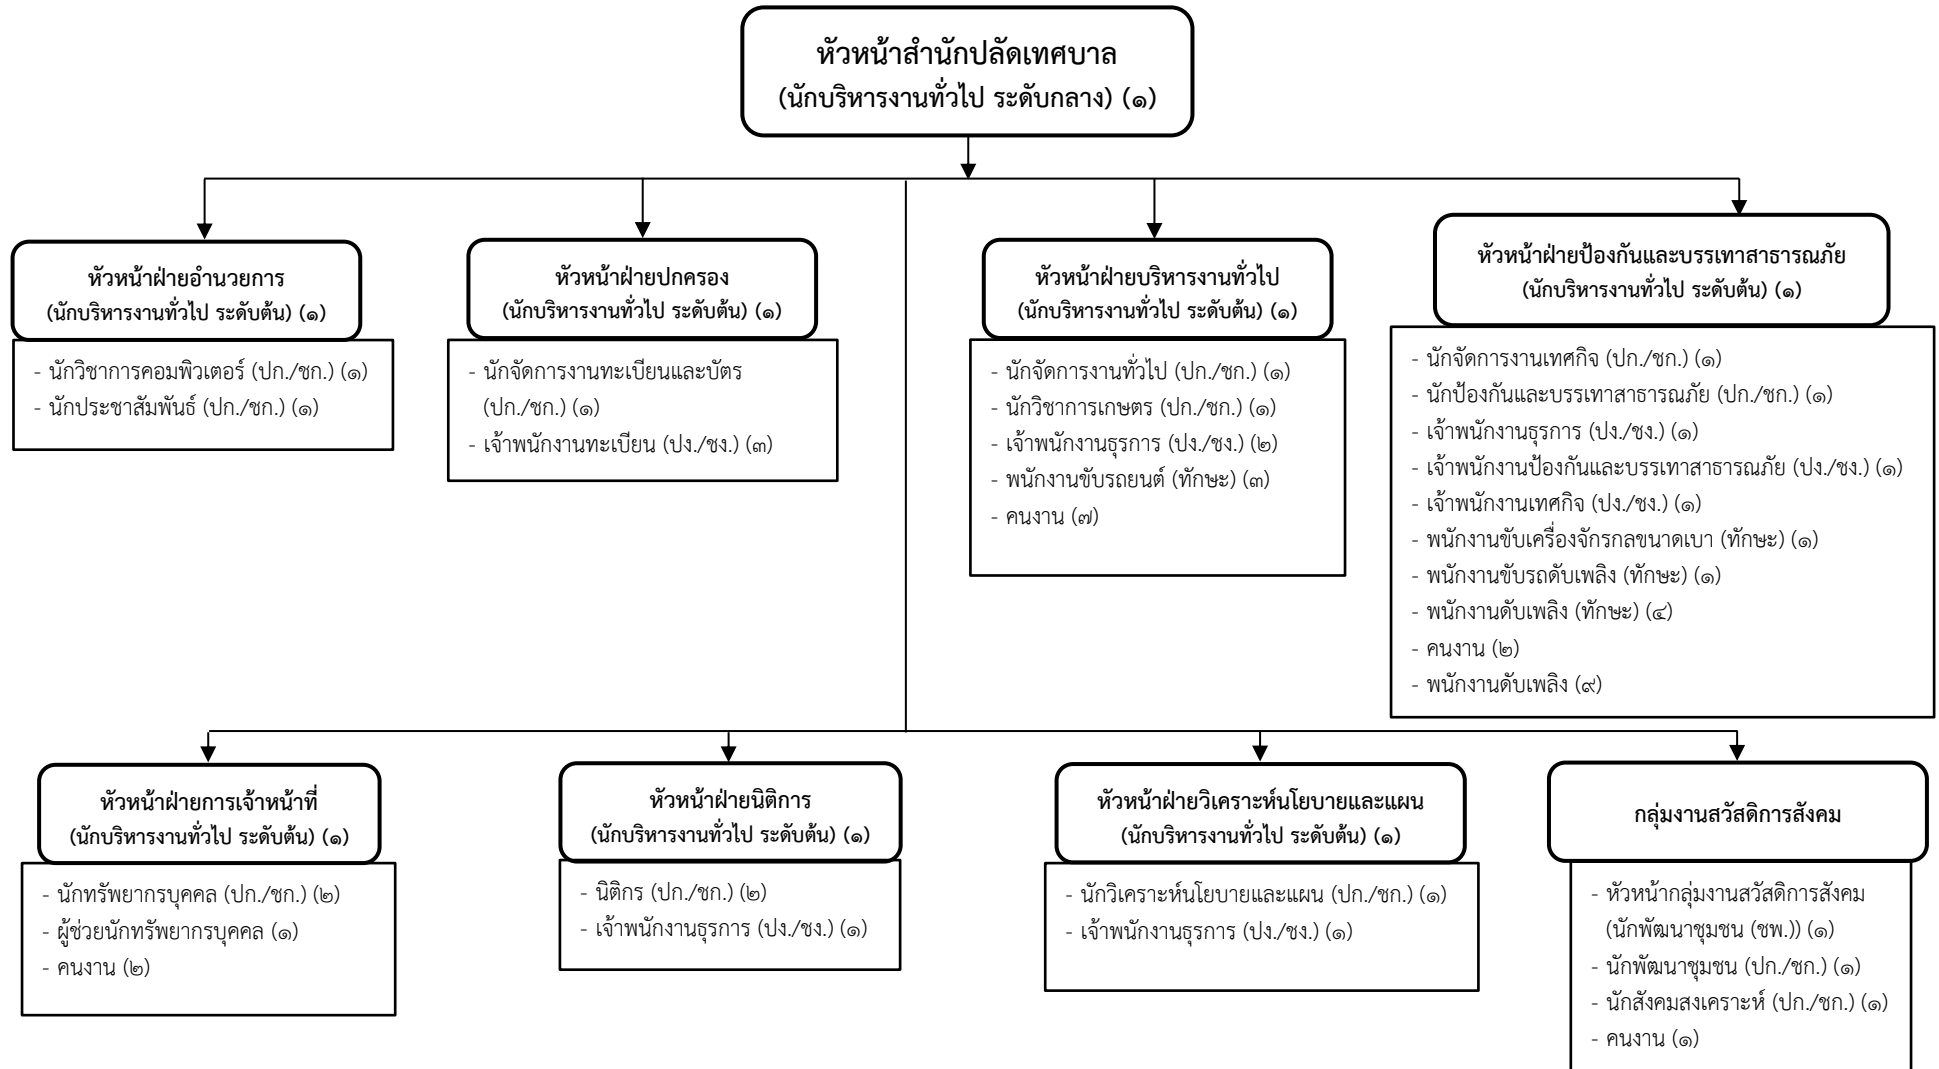 หัวหน้าสำนักปลัดเทศบาล
(นักบริหารงานทั่วไป ระดับกลาง) (๑)
หัวหน้าฝ่ายอำนวยการ
(นักบริหารงานทั่วไป ระดับต้น) (๑)
- นักวิชาการคอมพิวเตอร์ (ปก./ชก.) (๑)
- นักประชาสัมพันธ์ (ปก./ชก.) (๑)
หัวหน้าฝ่ายปกครอง
(นักบริหารงานทั่วไป ระดับต้น) (๑)
- นักจัดการงานทะเบียนและบัตร
(ปก./ชก.) (๑)
- เจ้าพนักงานทะเบียน (ปง./ชง.) (๓)
หัวหน้าฝ่ายบริหารงานทั่วไป
(นักบริหารงานทั่วไป ระดับต้น) (๑)
- นักจัดการงานทั่วไป (ปก./ชก.) (๑)
- นักวิชาการเกษตร (ปก./ชก.) (๑)
- เจ้าพนักงานธุรการ (ปง./ชง.) (๒)
- พนักงานขับรถยนต์ (ทักษะ) (๓)
- คนงาน (๗)
หัวหน้าฝ่ายป้องกันและบรรเทาสาธารณภัย
(นักบริหารงานทั่วไป ระดับต้น) (๑)
- นักจัดการงานเทศกิจ (ปก./ชก.) (๑)
- นักป้องกันและบรรเทาสาธารณภัย (ปก./ชก.) (๑)
- เจ้าพนักงานธุรการ (ปง./ชง.) (๑)
- เจ้าพนักงานป้องกันและบรรเทาสาธารณภัย (ปง./ชง.) (๑)
- เจ้าพนักงานเทศกิจ (ปง./ชง.) (๑)
- พนักงานขับเครื่องจักรกลขนาดเบา (ทักษะ) (๑)
- พนักงานขับรถดับเพลิง (ทักษะ) (๑)
- พนักงานดับเพลิง (ทักษะ) (๔)
- คนงาน (๒)
- พนักงานดับเพลิง (๙)
หัวหน้าฝ่ายการเจ้าหน้าที่
(นักบริหารงานทั่วไป ระดับต้น) (๑)
- นักทรัพยากรบุคคล (ปก./ชก.) (๒)
- ผู้ช่วยนักทรัพยากรบุคคล (๑)
- คนงาน (๒)
หัวหน้าฝ่ายนิติการ
(นักบริหารงานทั่วไป ระดับต้น) (๑)
- นิติกร (ปก./ชก.) (๒)
- เจ้าพนักงานธุรการ (ปง./ชง.) (๑)
หัวหน้าฝ่ายวิเคราะห์นโยบายและแผน
(นักบริหารงานทั่วไป ระดับต้น) (๑)
- นักวิเคราะห์นโยบายและแผน (ปก./ชก.) (๑)
- เจ้าพนักงานธุรการ (ปง./ชง.) (๑)
กลุ่มงานสวัสดิการสังคม
- หัวหน้ากลุ่มงานสวัสดิการสังคม
(นักพัฒนาชุมชน (ชพ.)) (๑)
- นักพัฒนาชุมชน (ปก./ชก.) (๑)
- นักสังคมสงเคราะห์ (ปก./ชก.) (๑)
- คนงาน (๑)